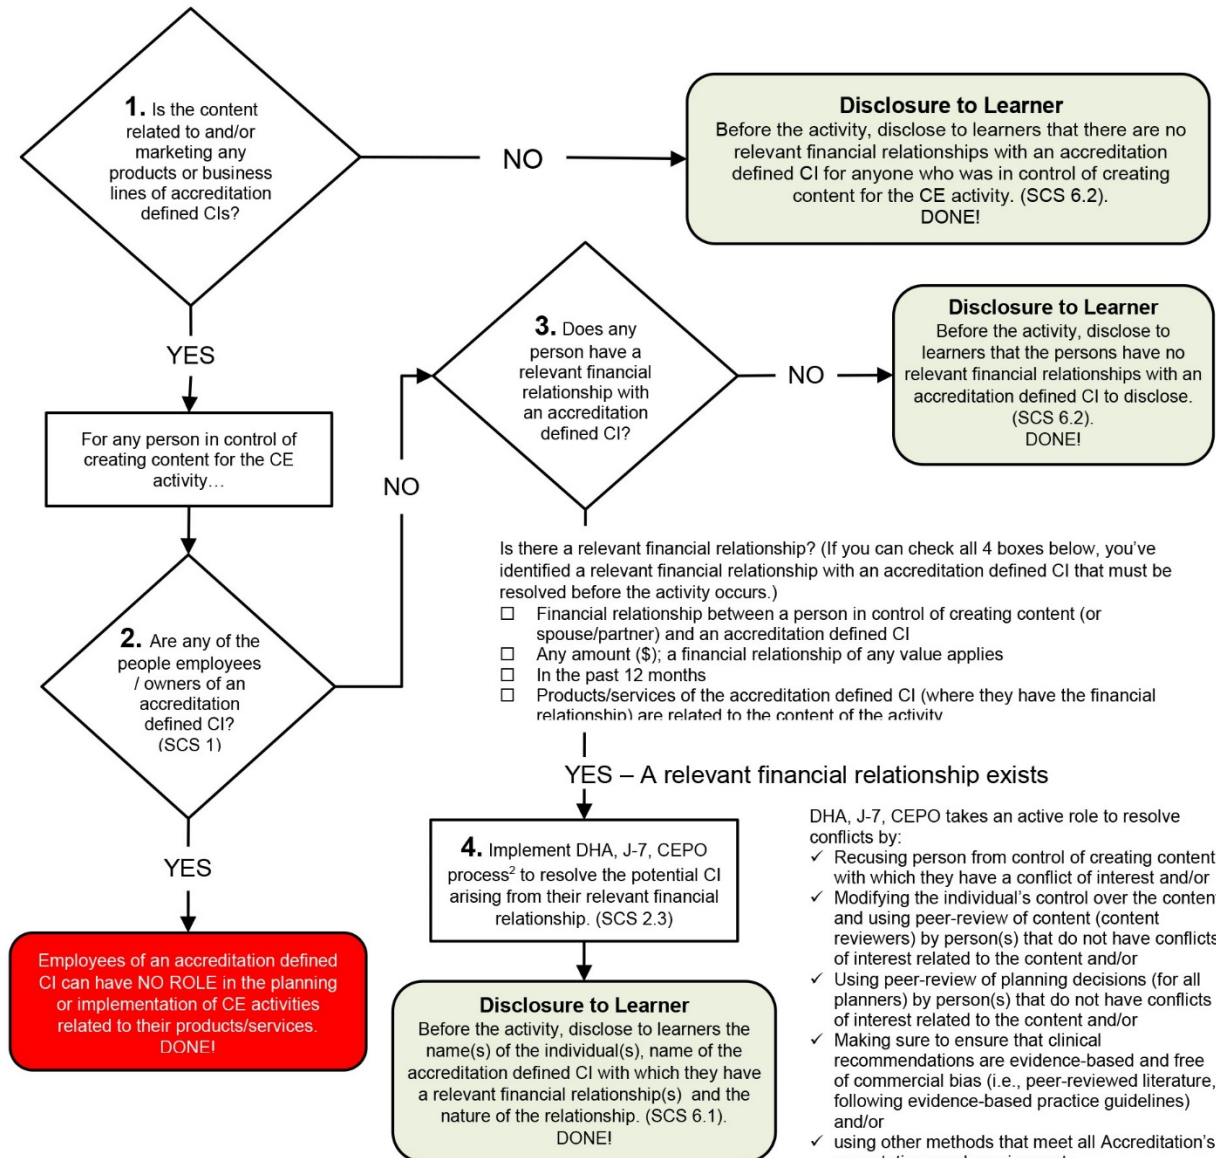 1. Is the content
related to and/or
marketing any
products or business
lines of accreditation
defined CIs?
NO
Disclosure to Learner
Before the activity, disclose to learners that there are no
relevant financial relationships with an accreditation
defined CI for anyone who was in control of creating
content for the CE activity. (SCS 6.2).
DONE!
YES
For any person in control of
creating content for the CE
activity…
2. Are any of the
people employees
/ owners of an
accreditation
defined CI?
(SCS 1)
NO
YES
Employees of an accreditation defined
CI can have NO ROLE in the planning
or implementation of CE activities
related to their products/services.
DONE!
3. Does any
person have a
relevant financial
relationship with
an accreditation
defined CI?
NO
Disclosure to Learner
Before the activity, disclose to
learners that the persons have no
relevant financial relationships with an
accreditation defined CI to disclose.
(SCS 6.2).
DONE!
Is there a relevant financial relationship? (If you can check all 4 boxes below, you've
identified a relevant financial relationship with an accreditation defined CI that must be
resolved before the activity occurs.)
☐ Financial relationship between a person in control of creating content (or
spouse/partner) and an accreditation defined CI
☐ Any amount ($); a financial relationship of any value applies
☐ In the past 12 months
☐ Products/services of the accreditation defined CI (where they have the financial
relationship) are related to the content of the activity
YES – A relevant financial relationship exists
4. Implement DHA, J-7, CEPO
process² to resolve the potential CI
arising from their relevant financial
relationship. (SCS 2.3)
Disclosure to Learner
Before the activity, disclose to learners the
name(s) of the individual(s), name of the
accreditation defined CI with which they have
a relevant financial relationship(s) and the
nature of the relationship. (SCS 6.1).
DONE!
DHA, J-7, CEPO takes an active role to resolve
conflicts by:
✓ Recusing person from control of creating content
with which they have a conflict of interest and/or
✓ Modifying the individual's control over the content
and using peer-review of content (content
reviewers) by person(s) that do not have conflicts
of interest related to the content and/or
✓ Using peer-review of planning decisions (for all
planners) by person(s) that do not have conflicts
of interest related to the content and/or
✓ Making sure to ensure that clinical
recommendations are evidence-based and free
of commercial bias (i.e., peer-reviewed literature,
following evidence-based practice guidelines)
and/or
✓ using other methods that meet all Accreditation's